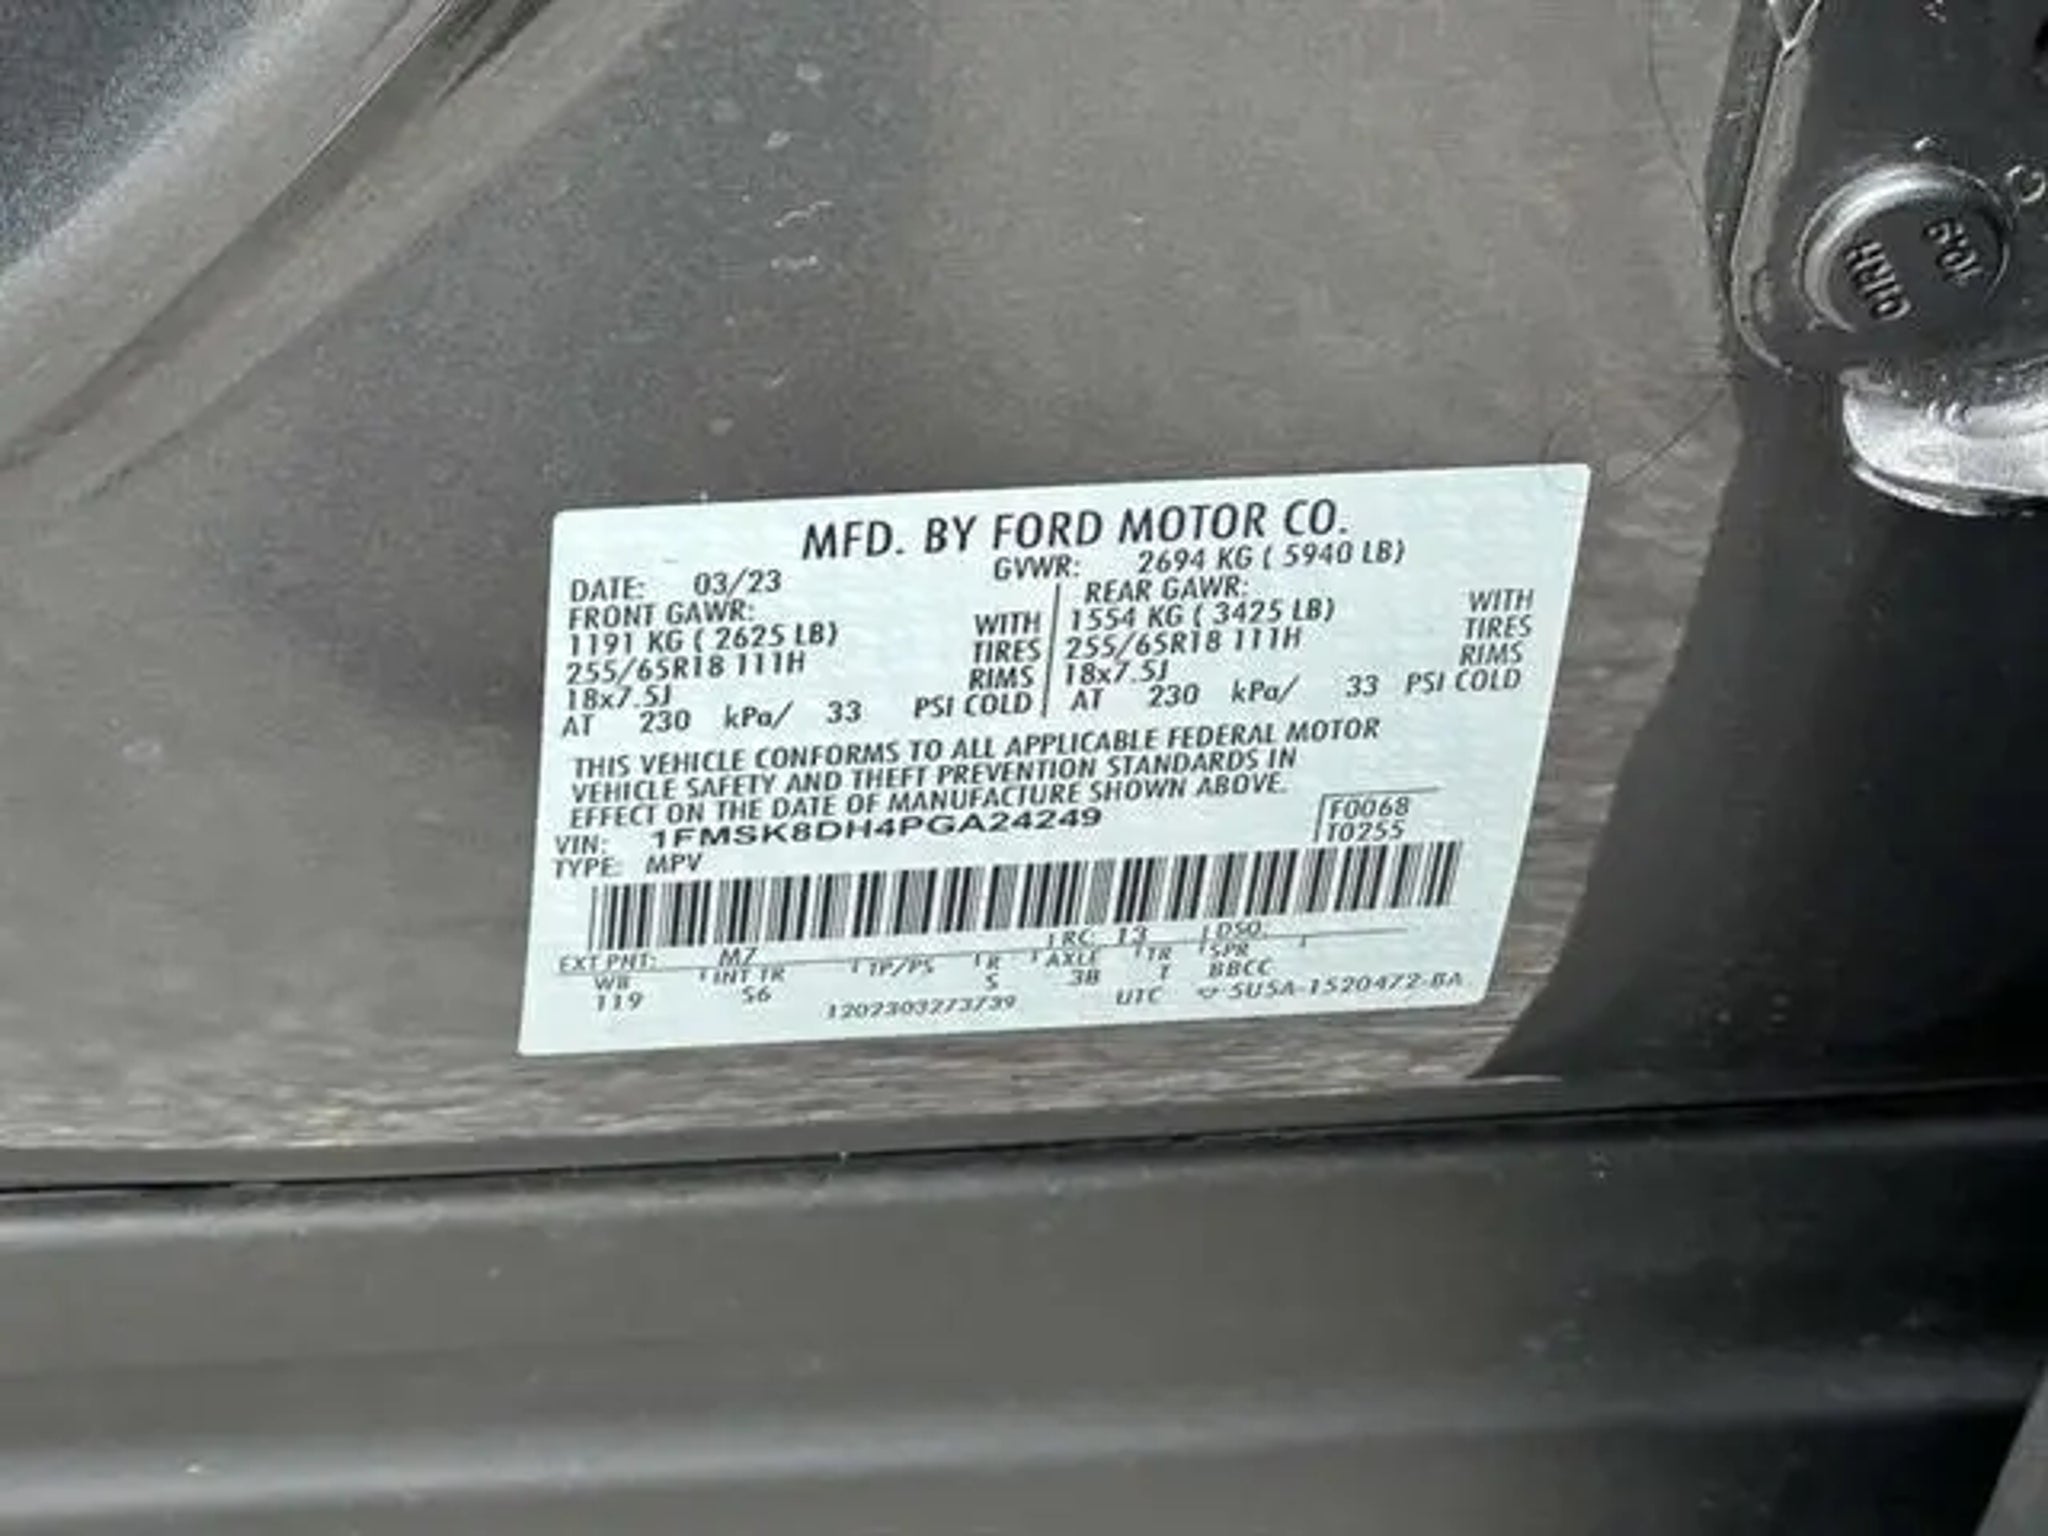 MFD. BY FORD MOTOR CO.
DATE: 03/23 GVWR: 2694 KG ( 5940 LB)
FRONT GAWR: REAR GAWR:
1191 KG ( 2625 LB) WITH 1554 KG ( 3425 LB) WITH
255/65R18 111H TIRES 255/65R18 111H TIRES
18x7.5J RIMS 18x7.5J RIMS
AT 230 kPa/ 33 PSI COLD AT 230 kPa/ 33 PSI COLD
THIS VEHICLE CONFORMS TO ALL APPLICABLE FEDERAL MOTOR
VEHICLE SAFETY AND THEFT PREVENTION STANDARDS IN
EFFECT ON THE DATE OF MANUFACTURE SHOWN ABOVE.
VIN: 1FMSK8DH4PGA24249 F0068
TYPE: MPV T0255
EXT PNT: M7 RC: 13 DSO:
WB INT TR TP/PS R AXLE TR SPR
119 S6 5 3B T BBCC
1202303273739 UTC 5U5A-1520472-BA
10.9